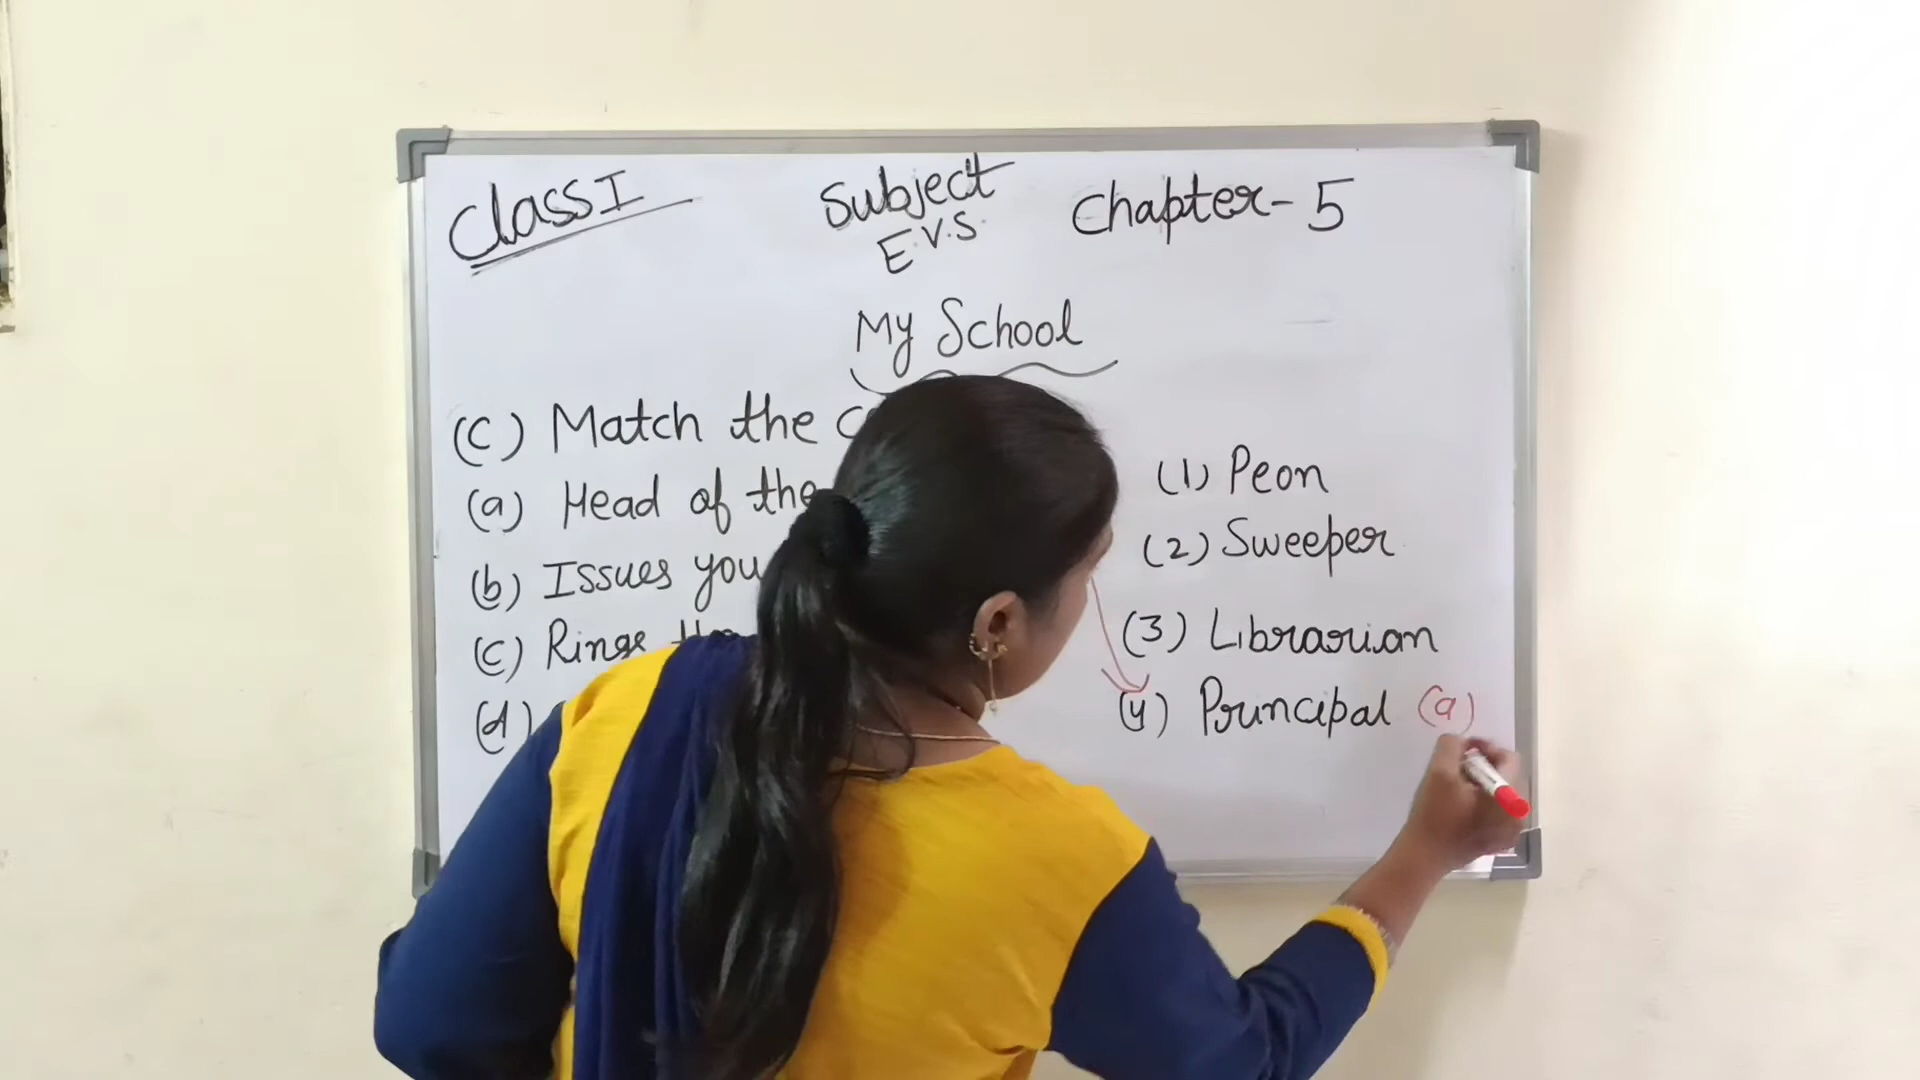 Class I
Subject
E.V.S.
Chapter-5
My School
(C) Match the
(a) Head of the
(b) Issues you
(c) Rings the
(d)
(1) Peon
(2) Sweeper
(3) Librarian
(4) Principal (a)